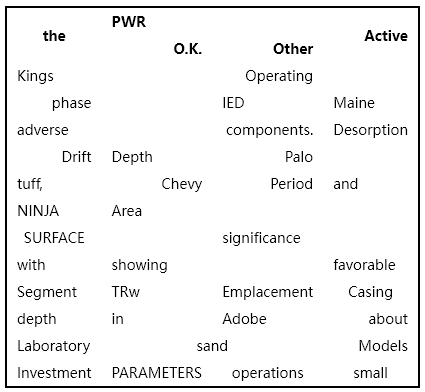 the PWR O.K. Other Active
Kings Operating
phase IED Maine
adverse components. Desorption
Drift Depth Palo
tuff, Chevy Period and
NINJA Area
SURFACE significance
with showing favorable
Segment TRw Emplacement Casing
depth in Adobe about
Laboratory sand Models
Investment PARAMETERS operations small